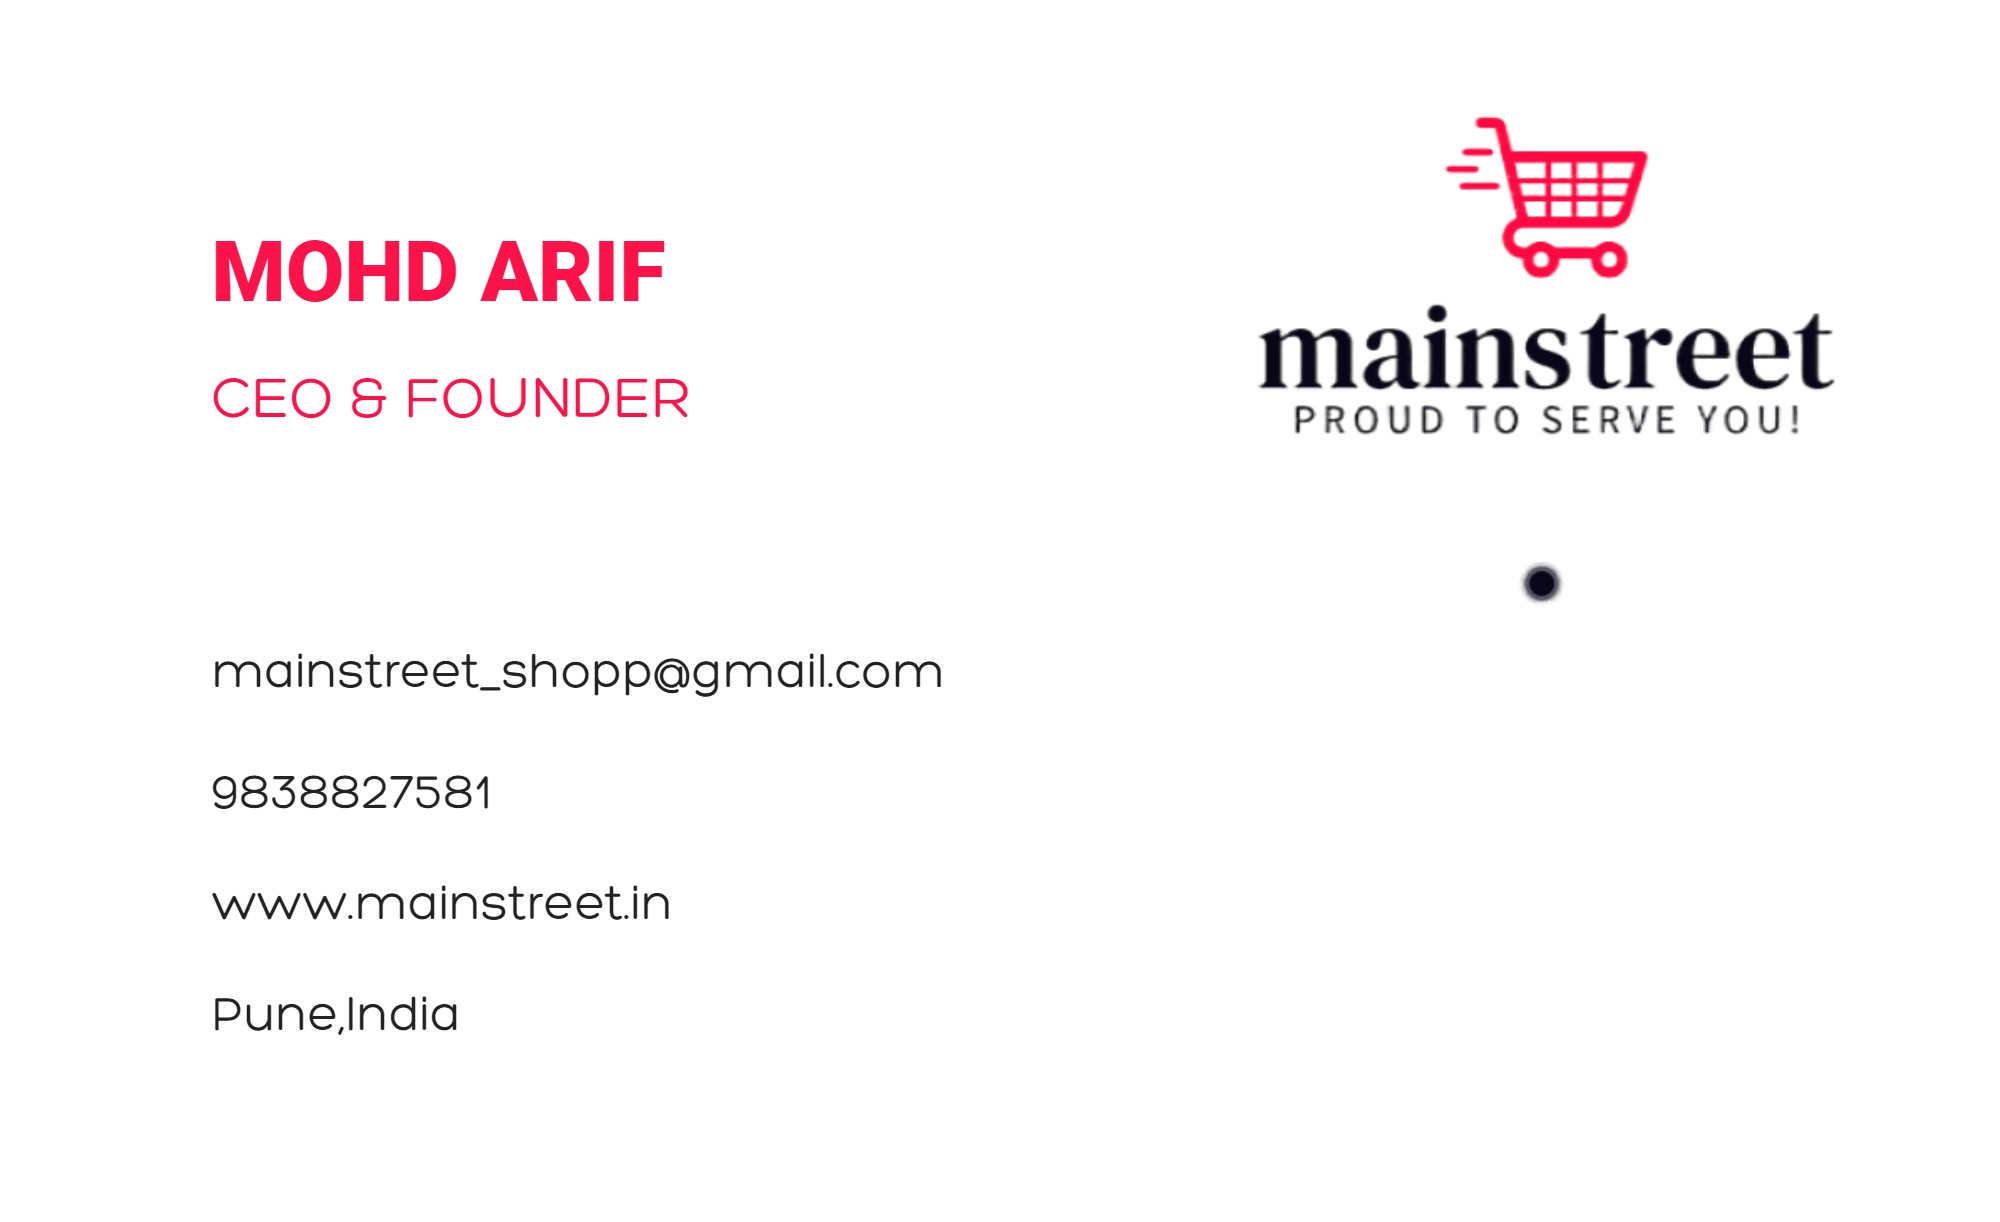 MOHD ARIF
CEO & FOUNDER
mainstreet
PROUD TO SERVE YOU!
mainstreet_shopp@gmail.com
9838827581
www.mainstreet.in
Pune,India